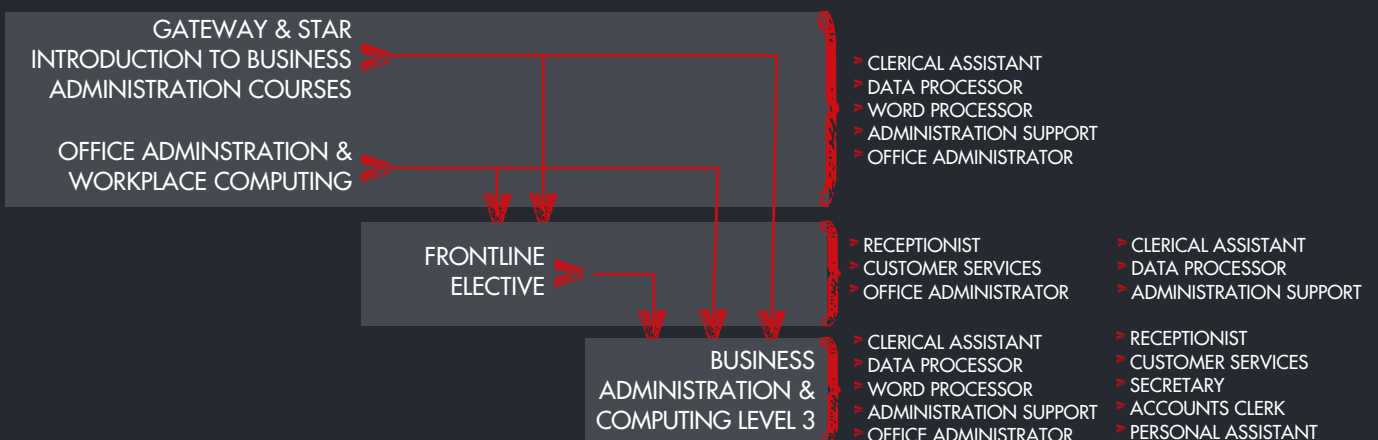 GATEWAY & STAR
INTRODUCTION TO BUSINESS
ADMINISTRATION COURSES
OFFICE ADMINSTRATION &
WORKPLACE COMPUTING
CLERICAL ASSISTANT
DATA PROCESSOR
WORD PROCESSOR
ADMINISTRATION SUPPORT
OFFICE ADMINISTRATOR
FRONTLINE
ELECTIVE
RECEPTIONIST
CUSTOMER SERVICES
OFFICE ADMINISTRATOR
CLERICAL ASSISTANT
DATA PROCESSOR
ADMINISTRATION SUPPORT
BUSINESS
ADMINISTRATION &
COMPUTING LEVEL 3
CLERICAL ASSISTANT
DATA PROCESSOR
WORD PROCESSOR
ADMINISTRATION SUPPORT
OFFICE ADMINISTRATOR
RECEPTIONIST
CUSTOMER SERVICES
SECRETARY
ACCOUNTS CLERK
PERSONAL ASSISTANT